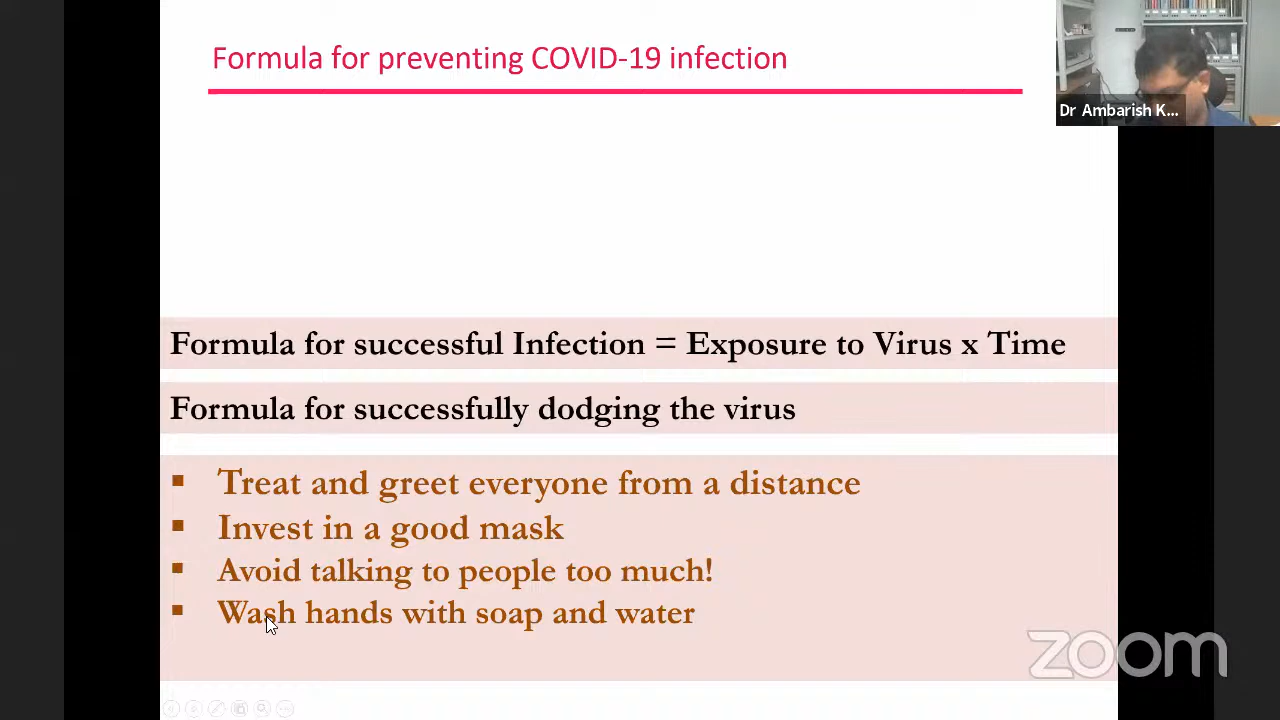 Formula for preventing COVID-19 infection
Dr Ambarish K...
Formula for successful Infection = Exposure to Virus x Time
Formula for successfully dodging the virus
▪ Treat and greet everyone from a distance
▪ Invest in a good mask
▪ Avoid talking to people too much!
▪ Wash hands with soap and water
zoom